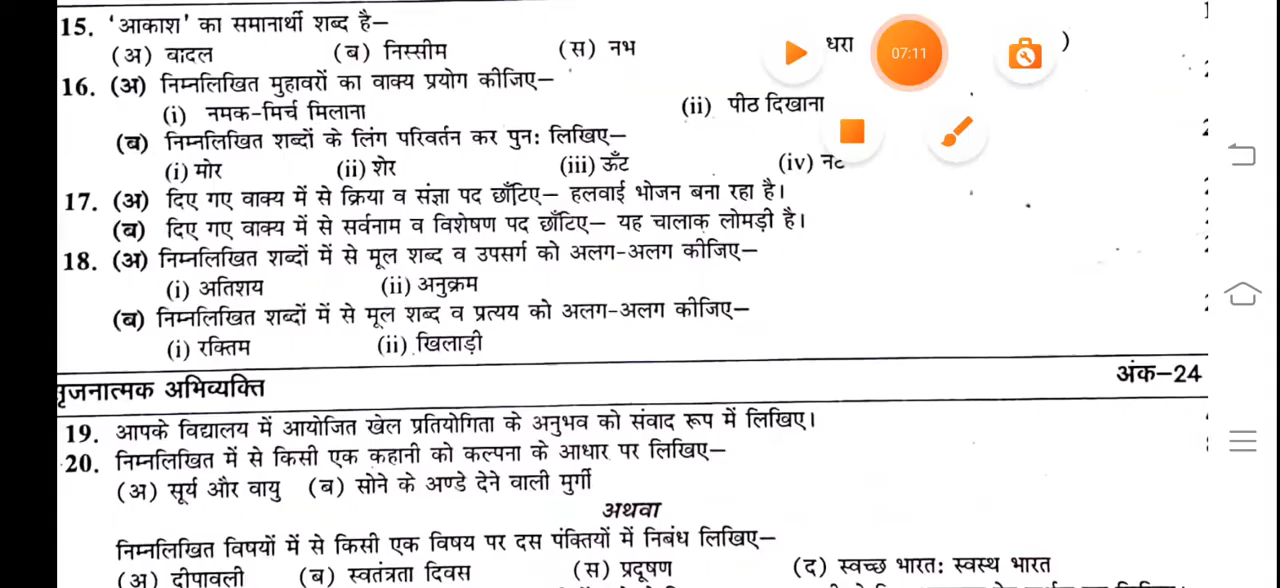 15. 'आकाश' का समानार्थी शब्द है–
(अ) बादल (ब) निस्सीम (स) नभ धरा )
07:11
16. (अ) निम्नलिखित मुहावरों का वाक्य प्रयोग कीजिए–
(i) नमक-मिर्च मिलाना (ii) पीठ दिखाना
(ब) निम्नलिखित शब्दों के लिंग परिवर्तन कर पुनः लिखिए–
(i) मोर (ii) शेर (iii) ऊँट (iv)
17. (अ) दिए गए वाक्य में से क्रिया व संज्ञा पद छाँटिए– हलवाई भोजन बना रहा है।
(ब) दिए गए वाक्य में से सर्वनाम व विशेषण पद छाँटिए– यह चालाक लोमड़ी है।
18. (अ) निम्नलिखित शब्दों में से मूल शब्द व उपसर्ग को अलग-अलग कीजिए–
(i) अतिशय (ii) अनुक्रम
(ब) निम्नलिखित शब्दों में से मूल शब्द व प्रत्यय को अलग-अलग कीजिए–
(i) रक्तिम (ii) खिलाड़ी
सृजनात्मक अभिव्यक्ति अंक–24
19. आपके विद्यालय में आयोजित खेल प्रतियोगिता के अनुभव को संवाद रूप में लिखिए।
20. निम्नलिखित में से किसी एक कहानी को कल्पना के आधार पर लिखिए–
(अ) सूर्य और वायु (ब) सोने के अण्डे देने वाली मुर्गी
अथवा
निम्नलिखित विषयों में से किसी एक विषय पर दस पंक्तियों में निबंध लिखिए–
(अ) दीपावली (ब) स्वतंत्रता दिवस (स) प्रदूषण (द) स्वच्छ भारत: स्वस्थ भारत